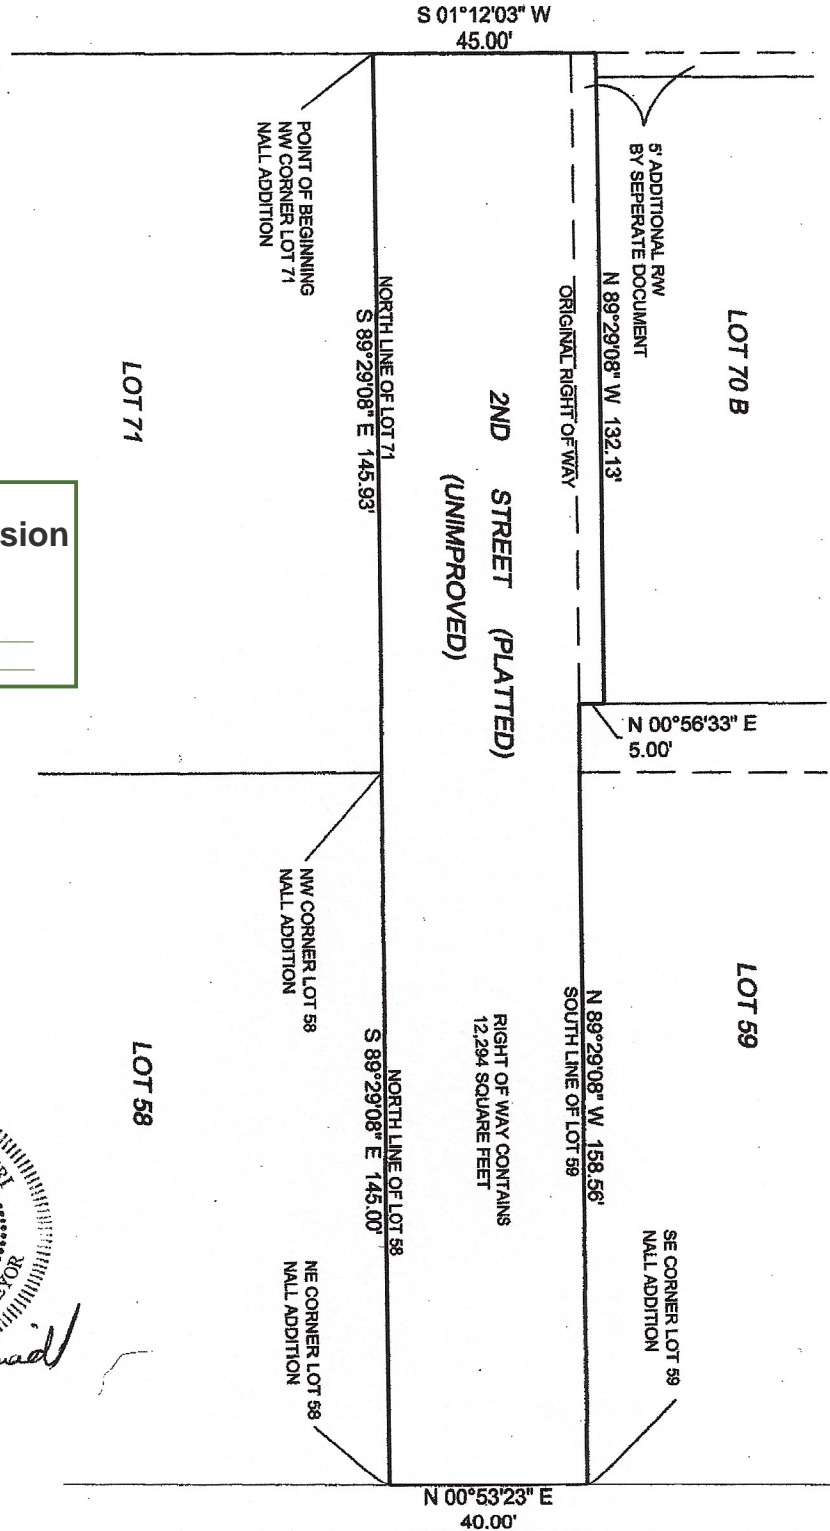 S 01°12'03" W
45.00'
5' ADDITIONAL R/W
BY SEPERATE DOCUMENT
POINT OF BEGINNING
NW CORNER LOT 71
NALL ADDITION
LOT 70 B
N 89°29'08" W 132.13'
ORIGINAL RIGHT OF WAY
NORTH LINE OF LOT 71
S 89°29'08" E 145.93'
LOT 71
2ND STREET (PLATTED)
(UNIMPROVED)
sion
N 00°56'33" E
5.00'
NW CORNER LOT 58
NALL ADDITION
LOT 59
N 89°29'08" W 158.56'
SOUTH LINE OF LOT 59
RIGHT OF WAY CONTAINS
12,294 SQUARE FEET
NORTH LINE OF LOT 58
S 89°29'08" E 145.00'
LOT 58
SE CORNER LOT 59
NALL ADDITION
NE CORNER LOT 58
NALL ADDITION
N 00°53'23" E
40.00'